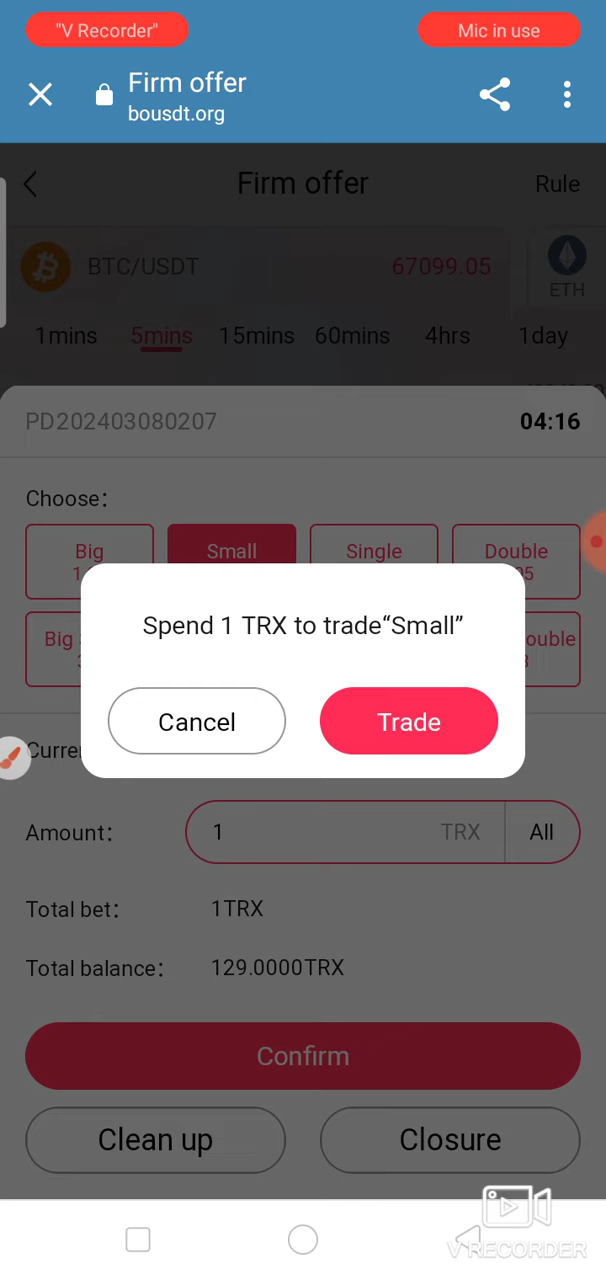 "V Recorder"
Mic in use
Firm offer
bousdt.org
Firm offer
Rule
BTC/USDT
67099.05
ETH
1mins 5mins 15mins 60mins 4hrs 1day
PD202403080207
04:16
Choose:
Big Small Single Double
Big
Spend 1 TRX to trade“Small”
Cancel
Trade
Amount:
1
TRX
All
Total bet:
1TRX
Total balance:
129.0000TRX
Confirm
Clean up
Closure
V RECORDER